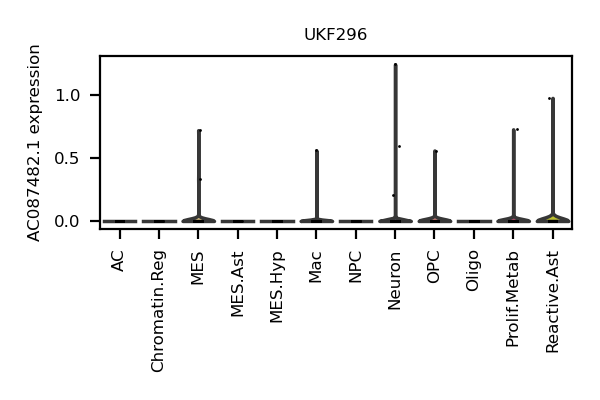 UKF296
AC087482.1 expression
1.0
0.5
0.0
AC
Chromatin.Reg
MES
MES.Ast
MES.Hyp
Mac
NPC
Neuron
OPC
Oligo
Prolif.Metab
Reactive.Ast